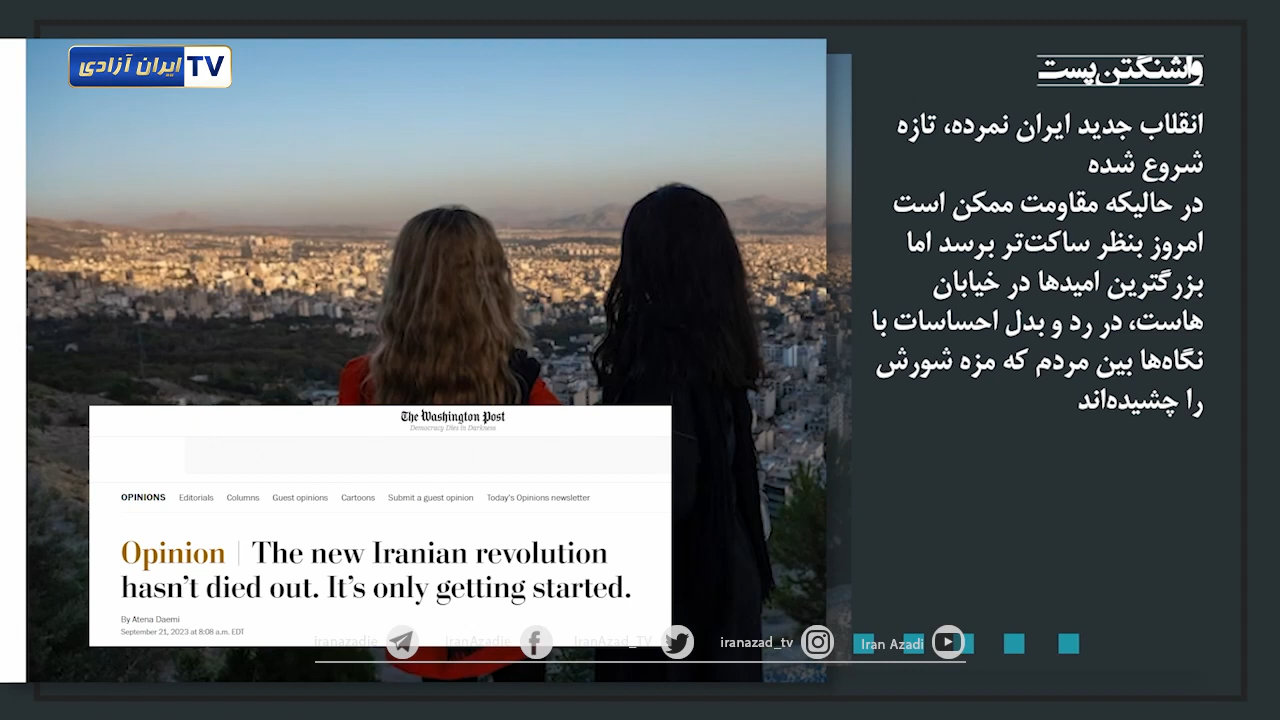 ایران آزادی TV
واشنگتن پست
انقلاب جدید ایران نمرده، تازه
شروع شده
در حالیکه مقاومت ممکن است
امروز بنظر ساکت‌تر برسد اما
بزرگترین امیدها در خیابان
هاست، در رد و بدل احساسات با
نگاه‌ها بین مردم که مزه شورش
را چشیده‌اند
The Washington Post
Democracy Dies in Darkness
OPINIONS Editorials Columns Guest opinions Cartoons Submit a guest opinion Today's Opinions newsletter
Opinion | The new Iranian revolution
hasn't died out. It's only getting started.
By Atena Daemi
September 21, 2023 at 8:08 a.m. EDT
iranazadie iranAzadie IranAzad_TV iranazad_tv Iran Azadi